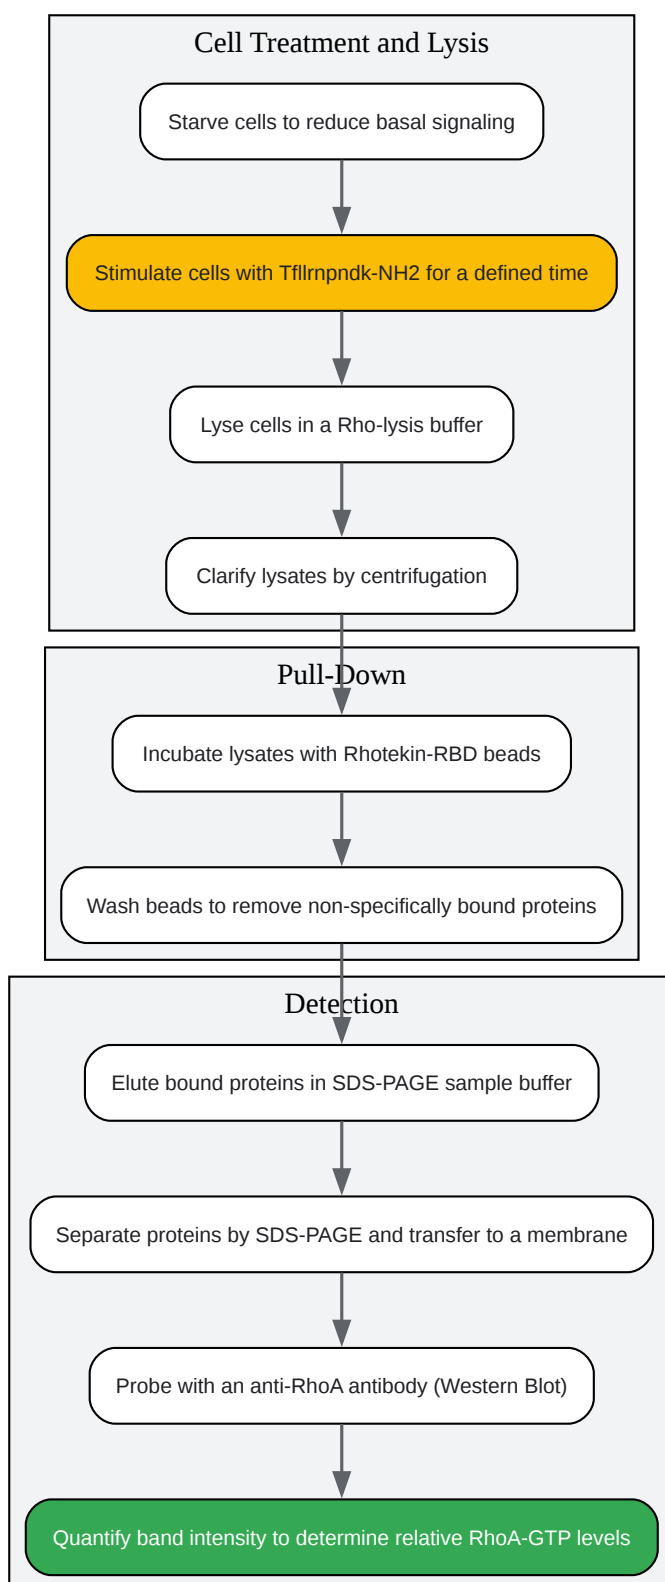 Cell Treatment and Lysis
Starve cells to reduce basal signaling
Stimulate cells with Tfllrnpndk-NH2 for a defined time
Lyse cells in a Rho-lysis buffer
Clarify lysates by centrifugation
Pull-Down
Incubate lysates with Rhotekin-RBD beads
Wash beads to remove non-specifically bound proteins
Detection
Elute bound proteins in SDS-PAGE sample buffer
Separate proteins by SDS-PAGE and transfer to a membrane
Probe with an anti-RhoA antibody (Western Blot)
Quantify band intensity to determine relative RhoA-GTP levels